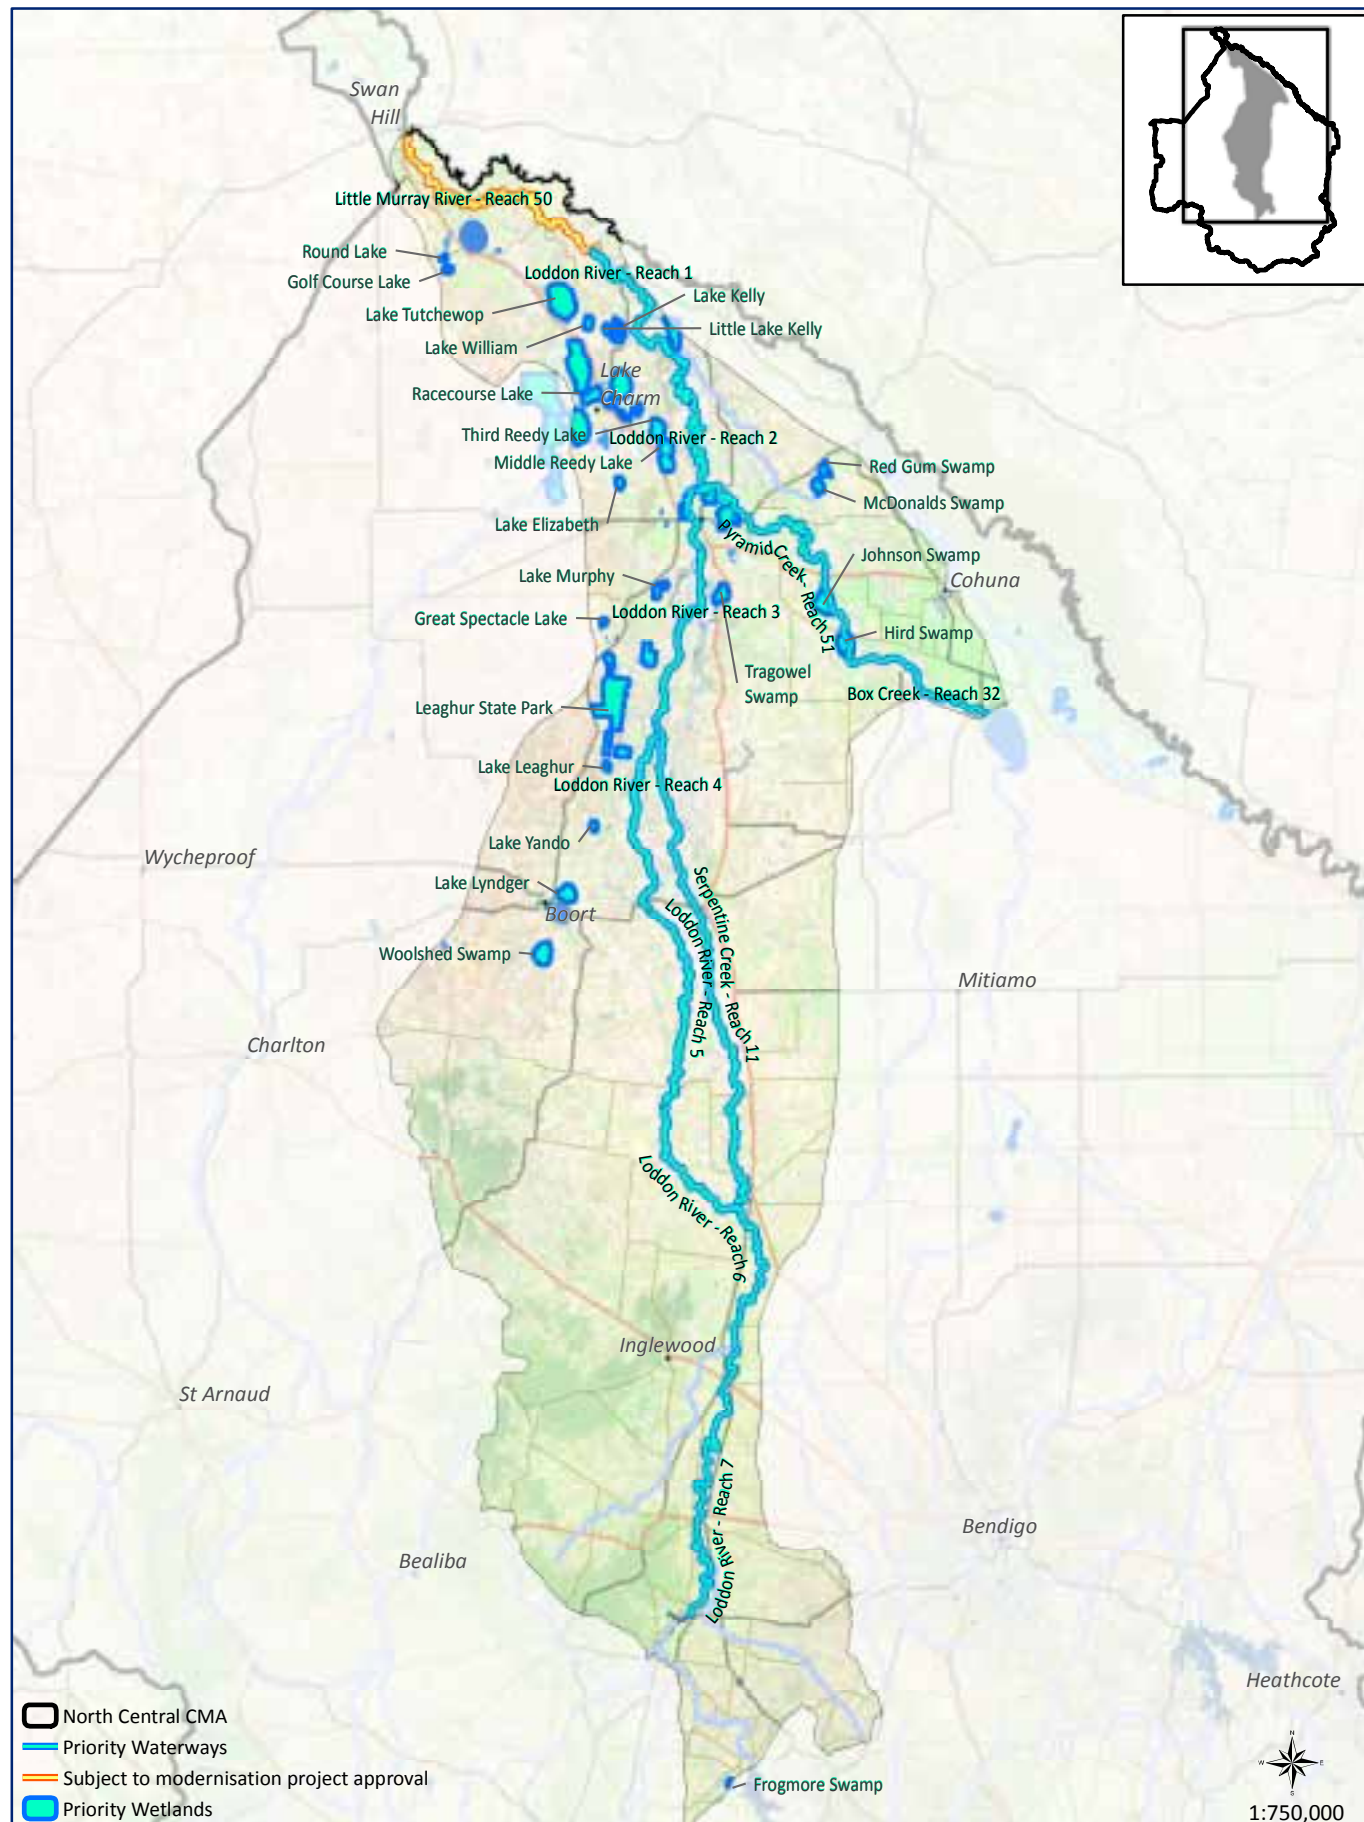 Swan
Hill
Little Murray River - Reach 50
Round Lake
Golf Course Lake
Loddon River - Reach 1
Lake Kelly
Lake Tutchewop
Little Lake Kelly
Lake William
Lake
Charm
Racecourse Lake
Third Reedy Lake
Loddon River - Reach 2
Middle Reedy Lake
Red Gum Swamp
McDonalds Swamp
Lake Elizabeth
Pyramid Creek - Reach 51
Johnson Swamp
Cohuna
Lake Murphy
Loddon River - Reach 3
Great Spectacle Lake
Hird Swamp
Tragowel
Swamp
Box Creek - Reach 32
Leaghur State Park
Lake Leaghur
Loddon River - Reach 4
Lake Yando
Wycheproof
Lake Lyndger
Boort
Serpentine Creek - Reach 11
Loddon River - Reach 5
Woolshed Swamp
Mitiamo
Charlton
Loddon River - Reach 6
Inglewood
St Arnaud
Loddon River - Reach 7
Bendigo
Bealiba
Heathcote
Frogmore Swamp
North Central CMA
Priority Waterways
Subject to modernisation project approval
Priority Wetlands
N
W
E
S
1:750,000